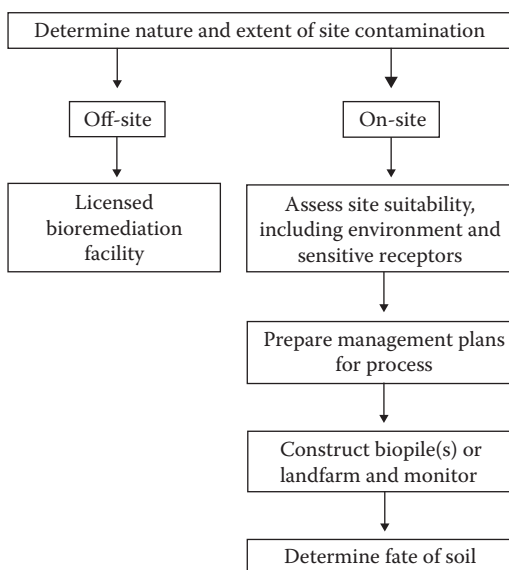 Determine nature and extent of site contamination
Off-site
On-site
Licensed
bioremediation
facility
Assess site suitability,
including environment and
sensitive receptors
Prepare management plans
for process
Construct biopile(s) or
landfarm and monitor
Determine fate of soil